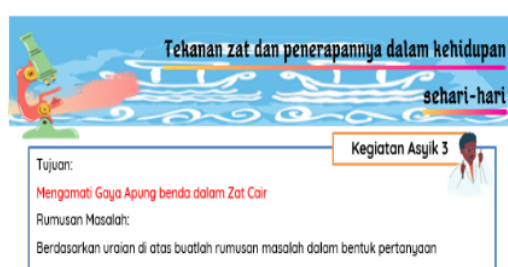 Tekanan zat dan penerapannya dalam kehidupan
sehari-hari
Kegiatan Asyik 3
Tujuan:
Mengamati Gaya Apung benda dalam Zat Cair
Rumusan Masalah:
Berdasarkan uraian di atas buatlah rumusan masalah dalam bentuk pertanyaan